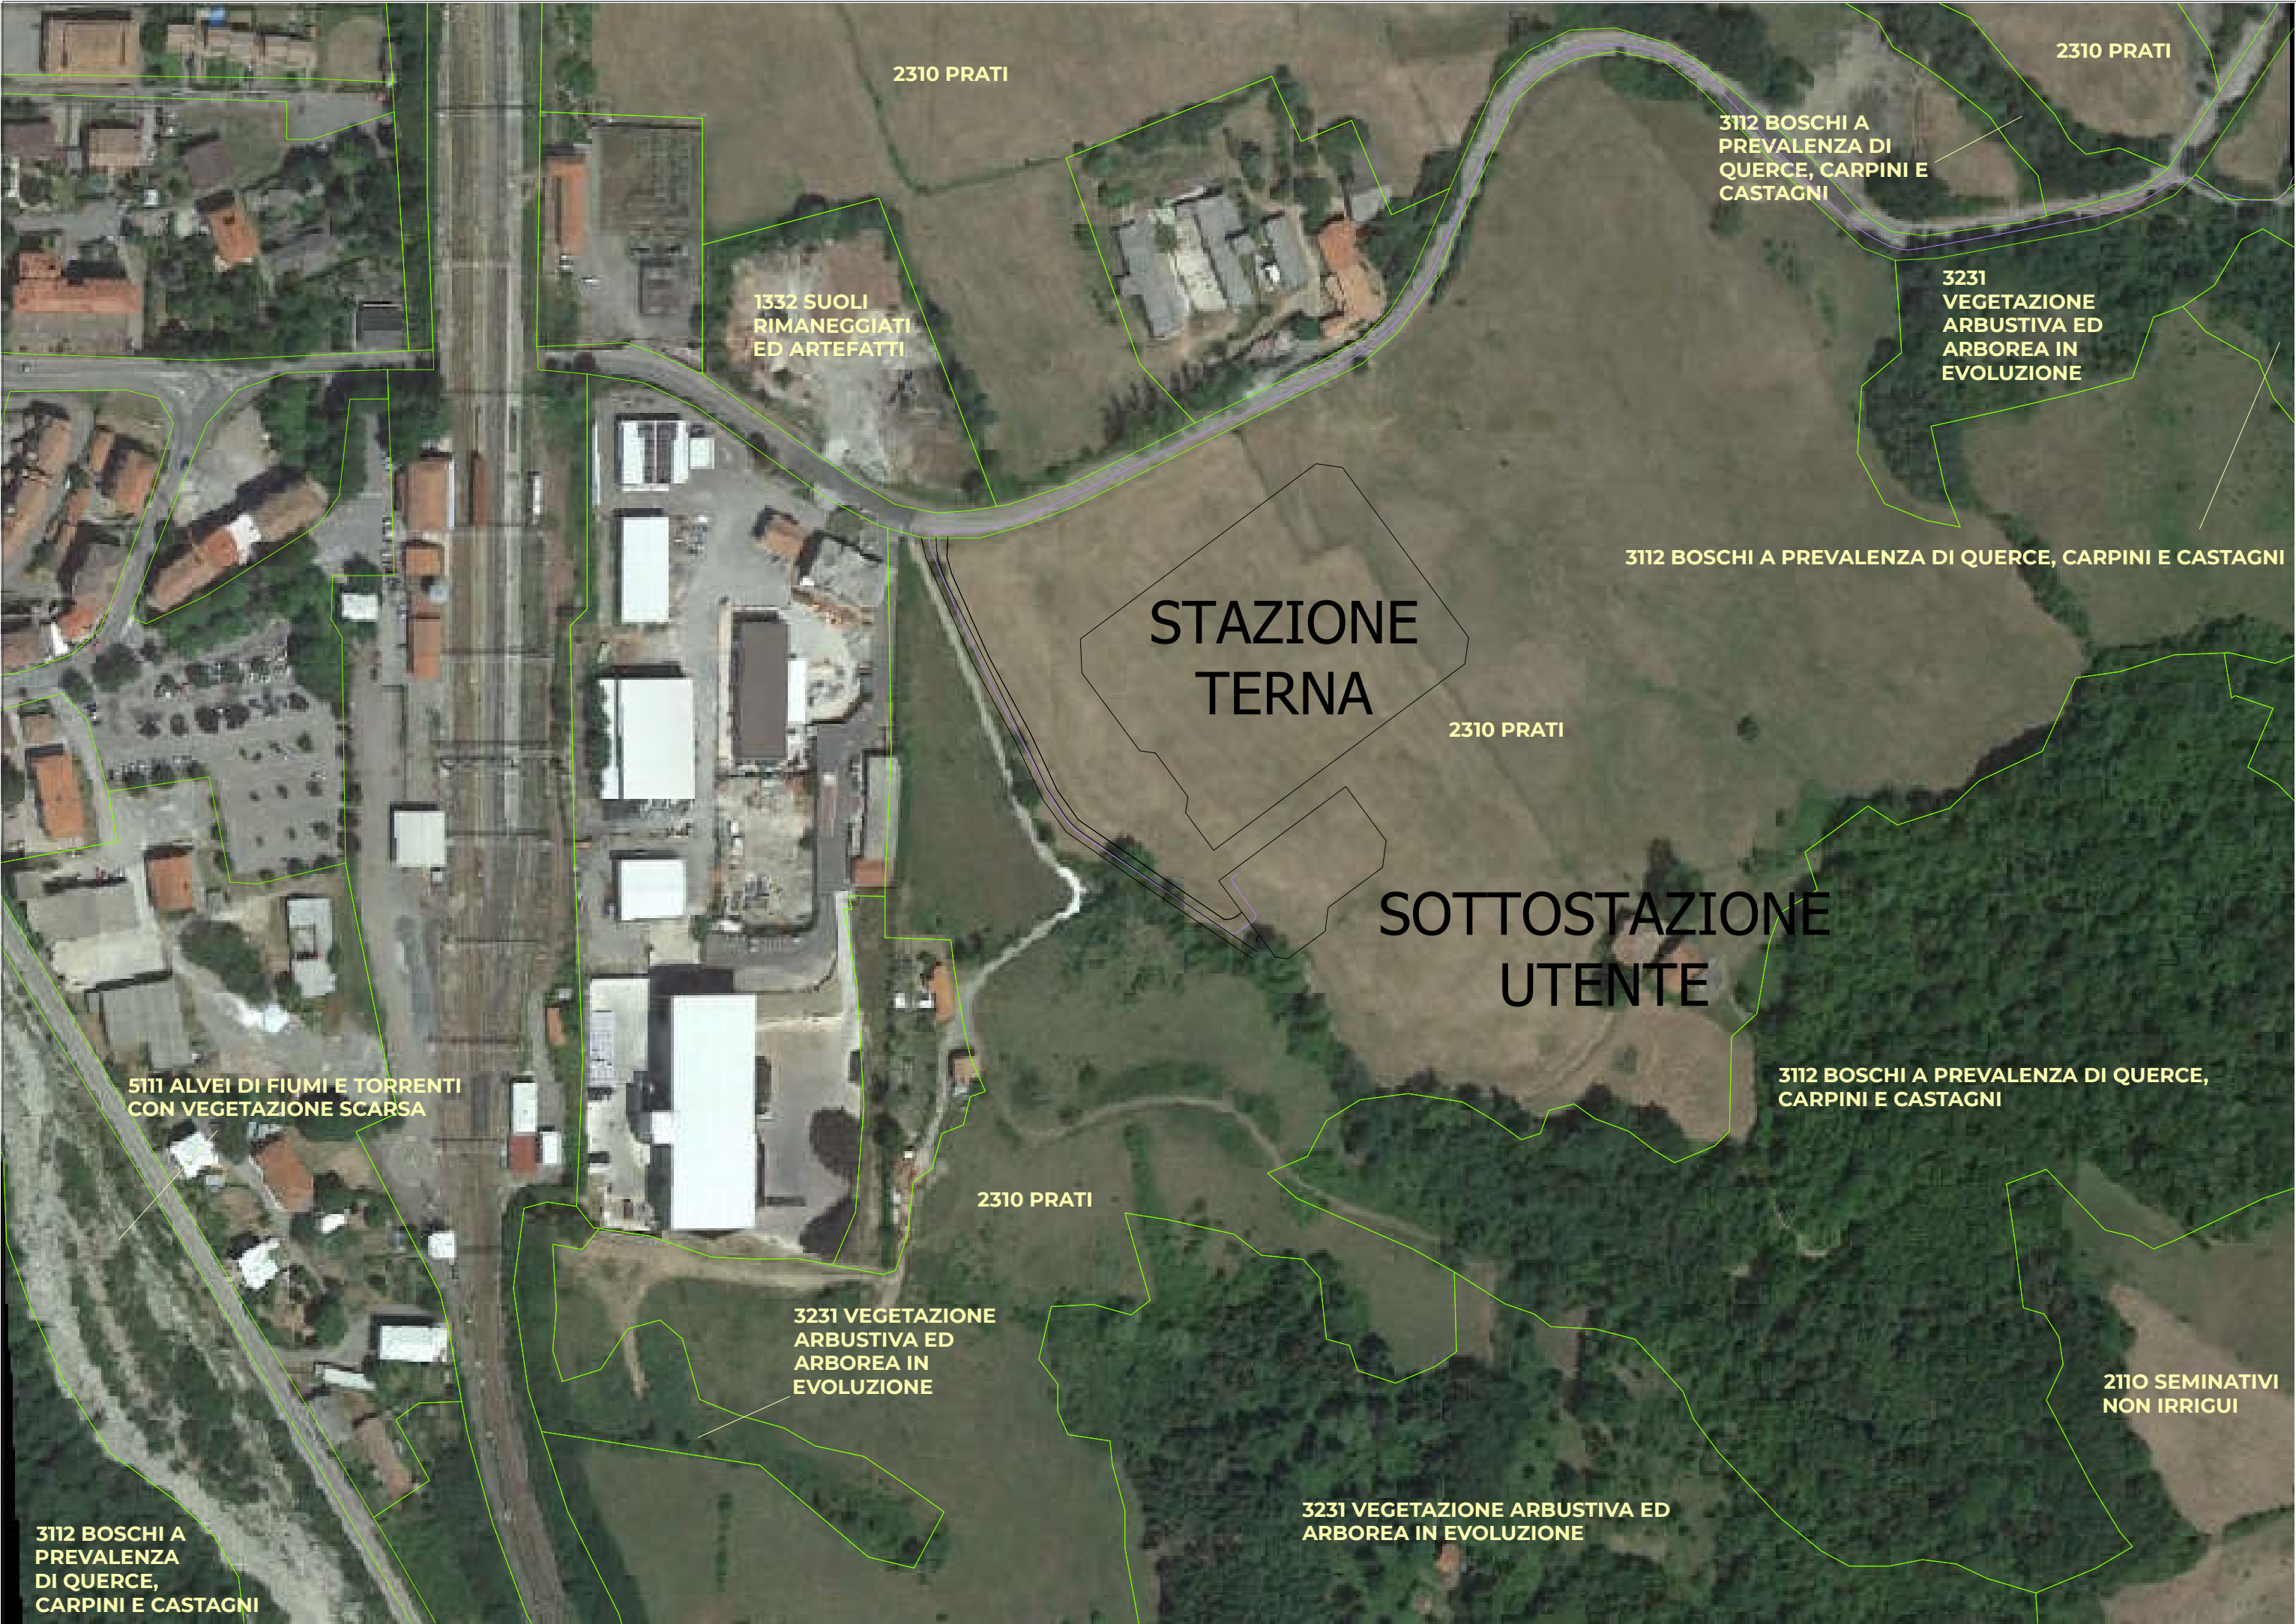 2310 PRATI
2310 PRATI
3112 BOSCHI A
PREVALENZA DI
QUERCE, CARPINI E
CASTAGNI
1332 SUOLI
RIMANEGGIATI
ED ARTEFATTI
3231
VEGETAZIONE
ARBUSTIVA ED
ARBOREA IN
EVOLUZIONE
3112 BOSCHI A PREVALENZA DI QUERCE, CARPINI E CASTAGNI
STAZIONE
TERNA
2310 PRATI
SOTTOSTAZIONE
UTENTE
5111 ALVEI DI FIUMI E TORRENTI
CON VEGETAZIONE SCARSA
3112 BOSCHI A PREVALENZA DI QUERCE,
CARPINI E CASTAGNI
2310 PRATI
3231 VEGETAZIONE
ARBUSTIVA ED
ARBOREA IN
EVOLUZIONE
211O SEMINATIVI
NON IRRIGUI
3231 VEGETAZIONE ARBUSTIVA ED
ARBOREA IN EVOLUZIONE
3112 BOSCHI A
PREVALENZA
DI QUERCE,
CARPINI E CASTAGNI